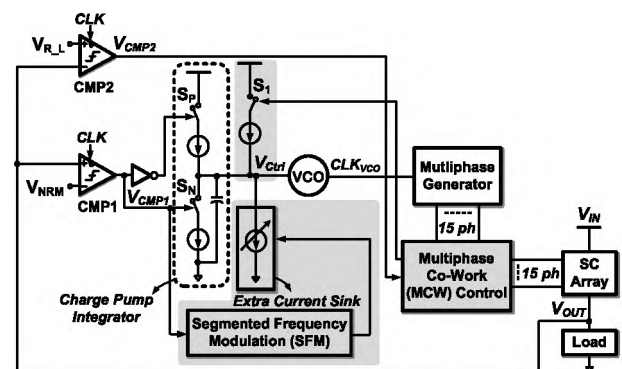 CLK
V_R_L
V_CMP2
CMP2
S_P
S_1
CLK
V_NRM
CMP1
V_CMP1
S_N
V_Ctrl
VCO
CLK_VCO
Mutliphase
Generator
15 ph
V_IN
Multiphase
Co-Work
(MCW) Control
15 ph
SC
Array
V_OUT
Load
Charge Pump
Integrator
Extra Current Sink
Segmented Frequency
Modulation (SFM)